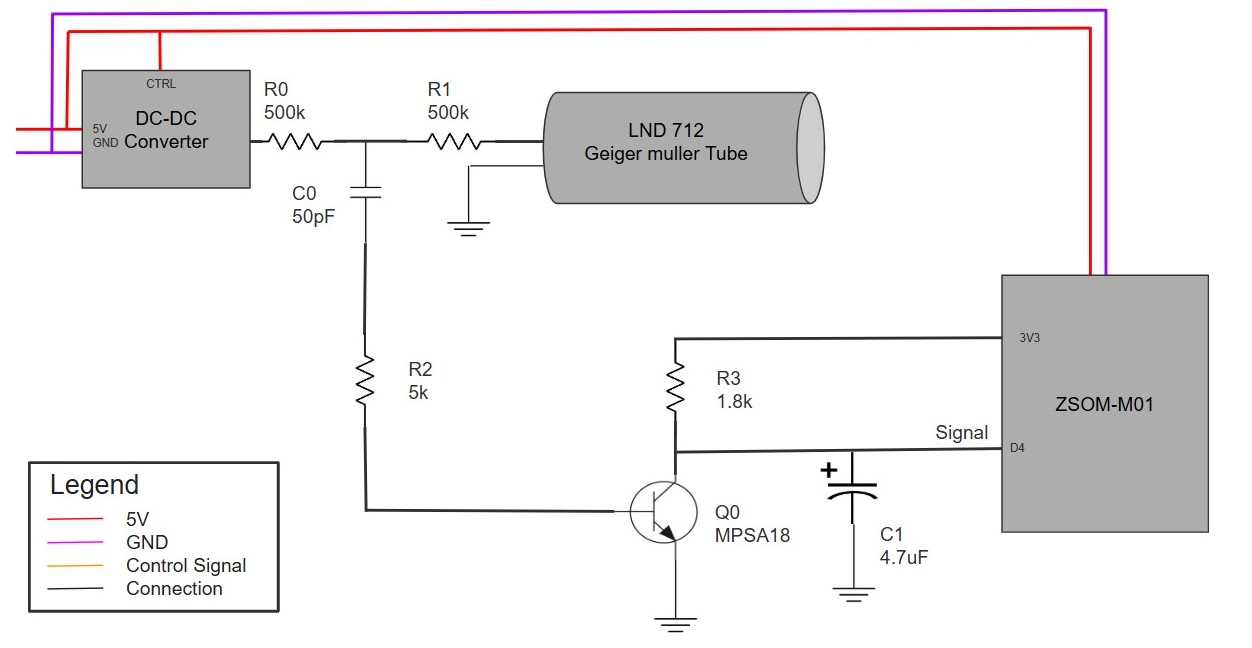 CTRL
DC-DC
Converter
5V
GND
R0
500k
R1
500k
LND 712
Geiger muller Tube
C0
50pF
R2
5k
R3
1.8k
3V3
ZSOM-M01
Signal
D4
+
Q0
MPSA18
C1
4.7uF
Legend
5V
GND
Control Signal
Connection